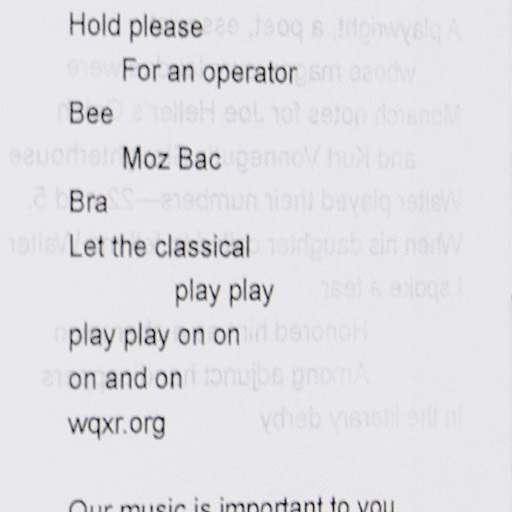 Hold please
For an operator
Bee
Moz Bac
Bra
Let the classical
play play
play play on on
on and on
wqxr.org
Our music is important to you